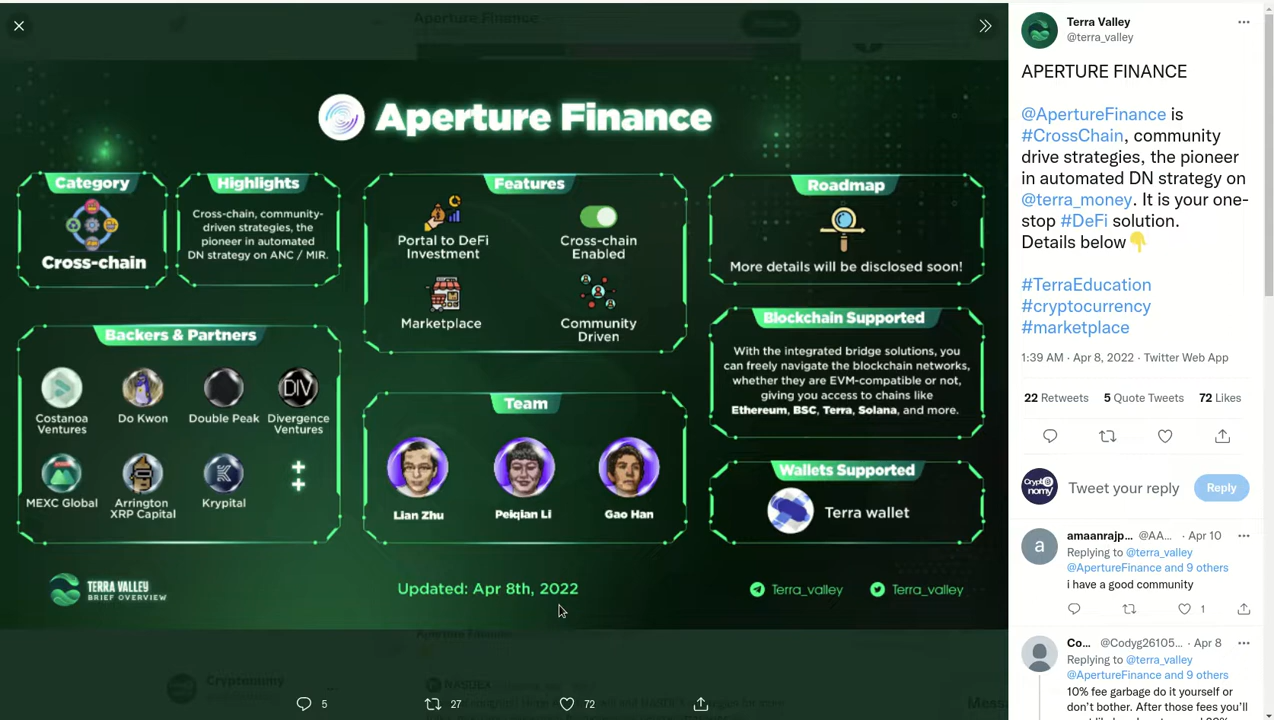 Aperture Finance
Category
Cross-chain
Highlights
Cross-chain, community-
driven strategies, the
pioneer in automated
DN strategy on ANC / MIR.
Features
Portal to DeFi
Investment
Cross-chain
Enabled
Marketplace
Community
Driven
Roadmap
More details will be disclosed soon!
Backers & Partners
Costanoa
Ventures
Do Kwon
Double Peak
DIV
Divergence
Ventures
MEXC Global
Arrington
XRP Capital
Krypital
Team
Lian Zhu
Peiqian Li
Gao Han
Blockchain Supported
With the integrated bridge solutions, you
can freely navigate the blockchain networks,
whether they are EVM-compatible or not,
giving you access to chains like
Ethereum, BSC, Terra, Solana, and more.
Wallets Supported
Terra wallet
TERRA VALLEY
BRIEF OVERVIEW
Updated: Apr 8th, 2022
Terra_valley
Terra_valley
Aperture Finance
Cryptonomy
5
27
72
Terra Valley
@terra_valley
APERTURE FINANCE
@ApertureFinance is
#CrossChain, community
drive strategies, the pioneer
in automated DN strategy on
@terra_money. It is your one-
stop #DeFi solution.
Details below👇
#TerraEducation
#cryptocurrency
#marketplace
1:39 AM · Apr 8, 2022 · Twitter Web App
22 Retweets 5 Quote Tweets 72 Likes
Tweet your reply
Reply
a
amaanrajp... @AA... · Apr 10
Replying to @terra_valley
@ApertureFinance and 9 others
i have a good community
1
Co... @Codyg26105... · Apr 8
Replying to @terra_valley
@ApertureFinance and 9 others
10% fee garbage do it yourself or
don't bother. After those fees you'll